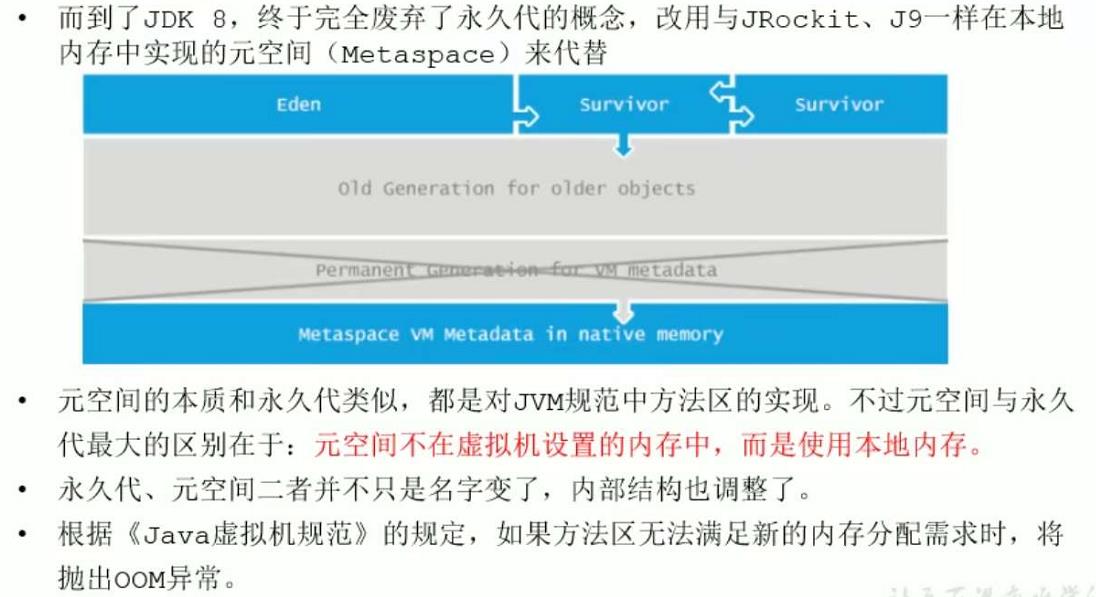 • 而到了JDK 8，终于完全废弃了永久代的概念，改用与JRockit、J9一样在本地
内存中实现的元空间（Metaspace）来代替
Eden
Survivor
Survivor
Old Generation for older objects
Permanent Generation for VM metadata
Metaspace VM Metadata in native memory
• 元空间的本质和永久代类似，都是对JVM规范中方法区的实现。不过元空间与永久
代最大的区别在于：元空间不在虚拟机设置的内存中，而是使用本地内存。
• 永久代、元空间二者并不只是名字变了，内部结构也调整了。
• 根据《Java虚拟机规范》的规定，如果方法区无法满足新的内存分配需求时，将
抛出OOM异常。